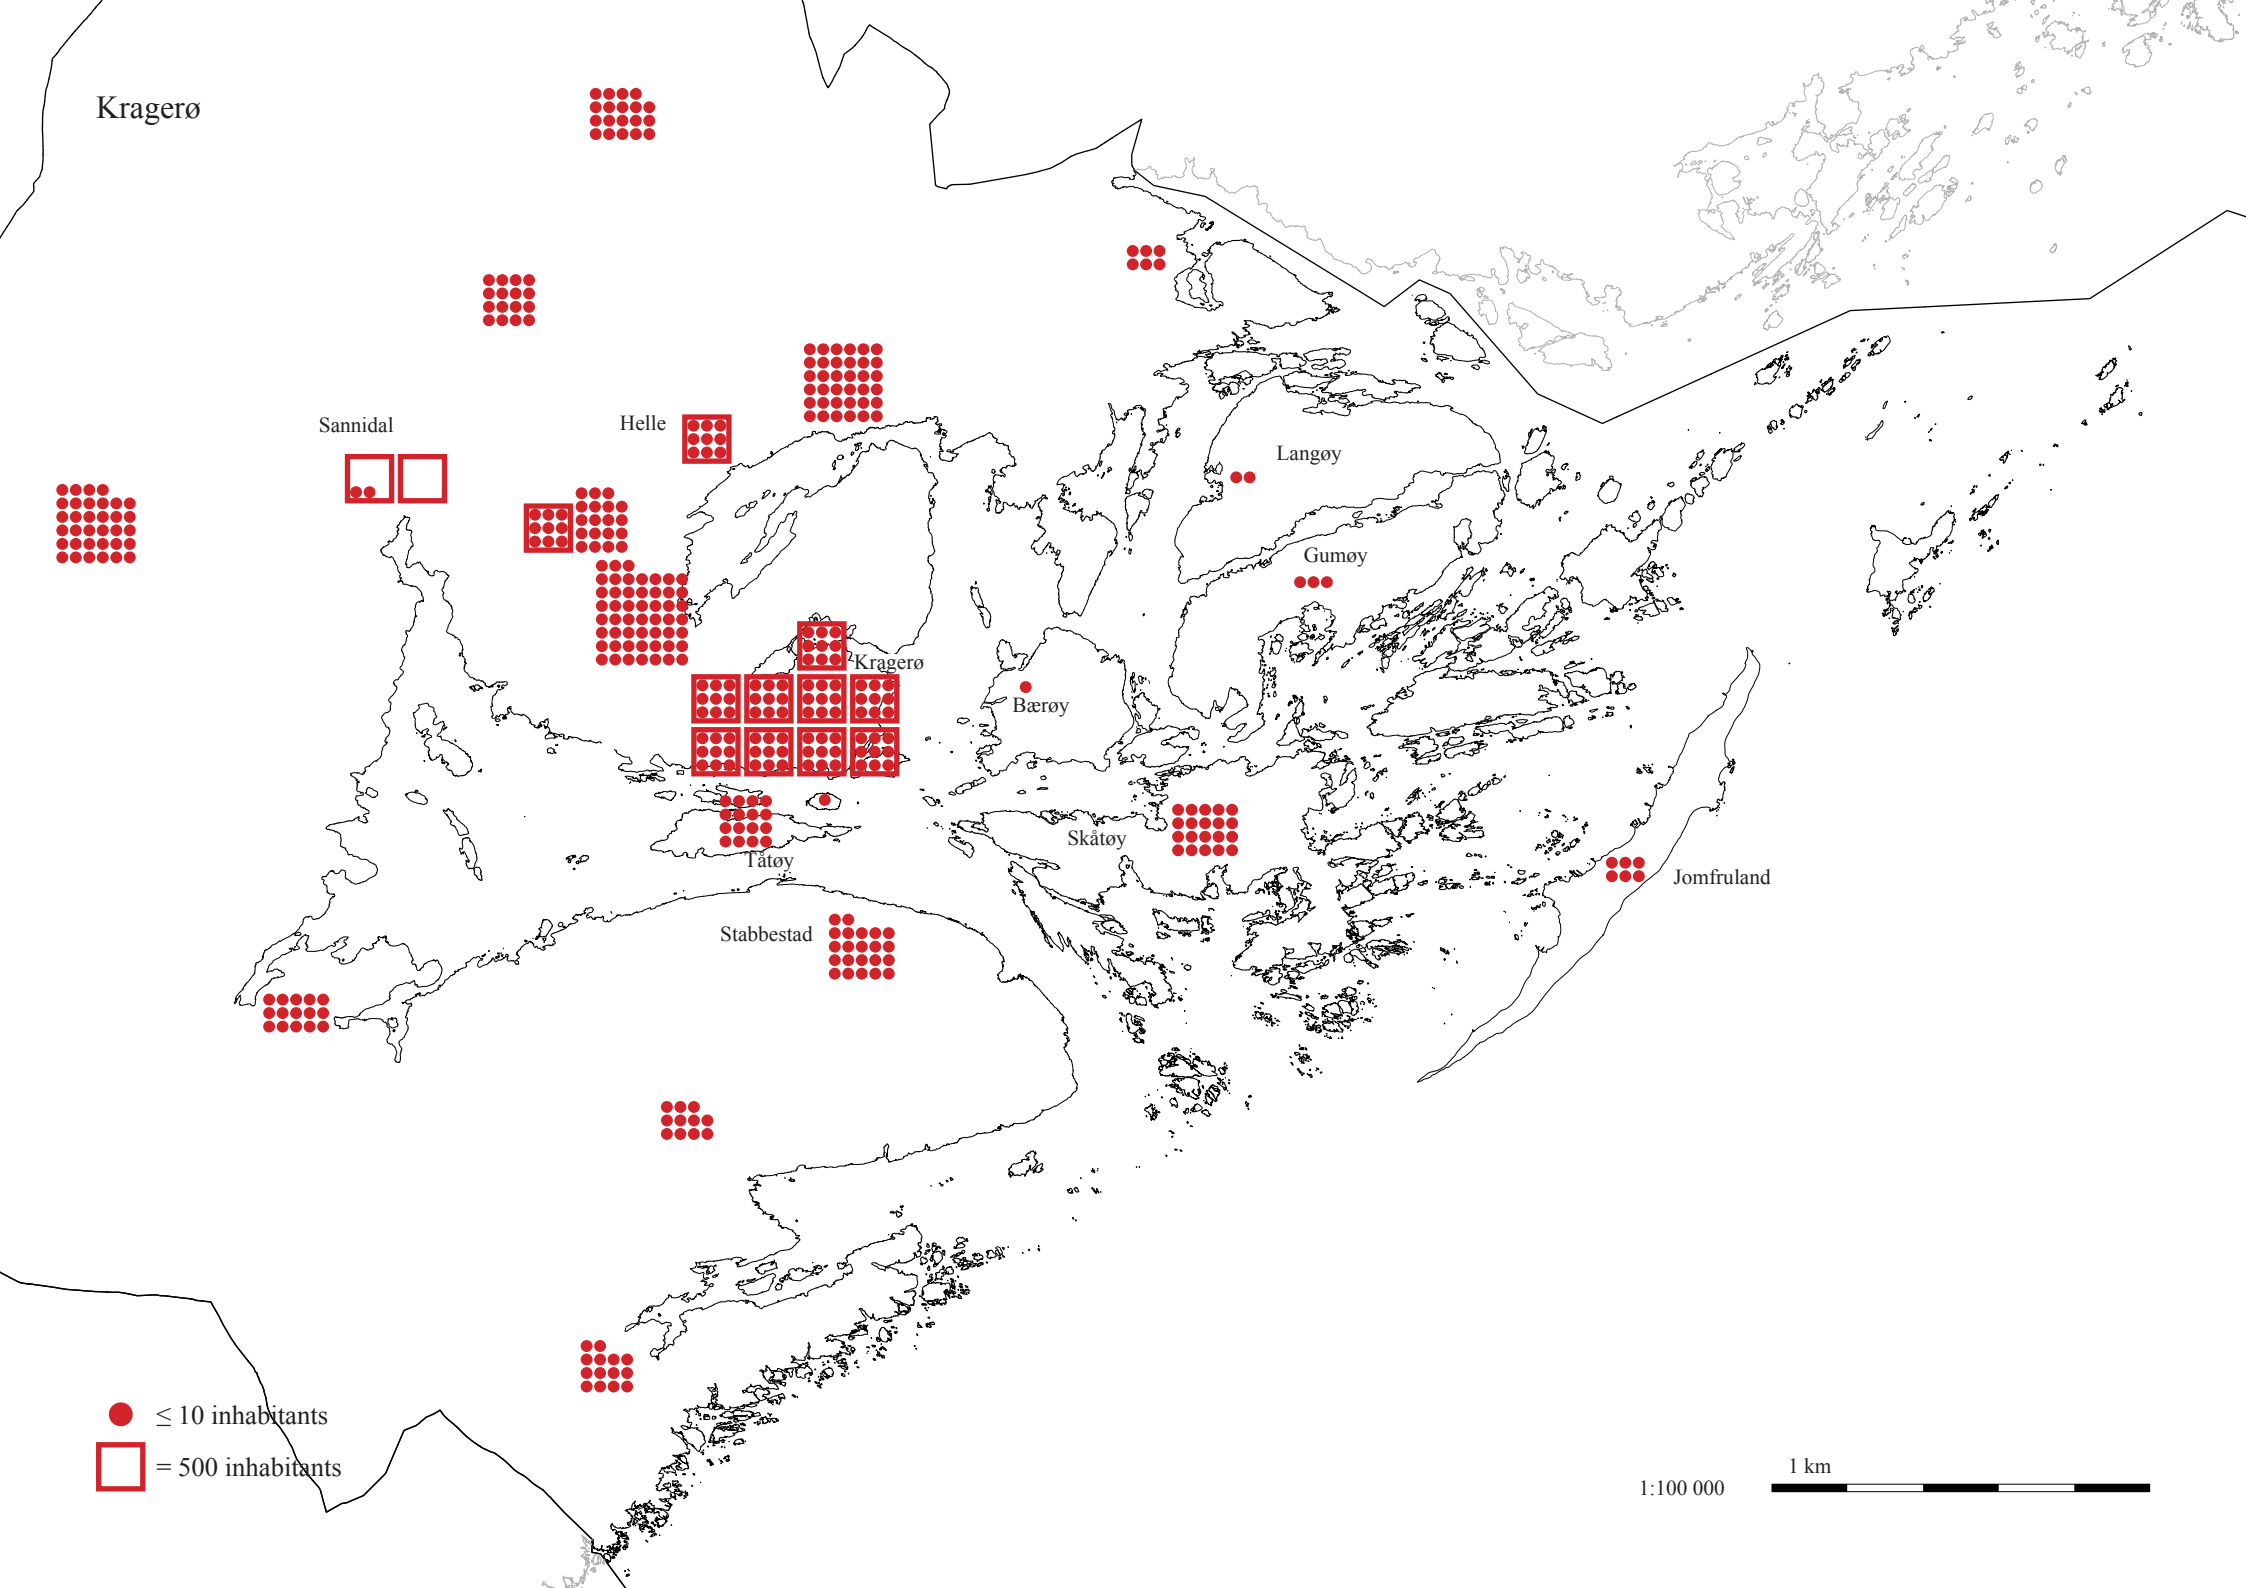 Kragerø
Sannidal
Helle
Langøy
Gumøy
Kragerø
Bærøy
Skåtøy
Tåtøy
Jomfruland
Stabbestad
≤ 10 inhabitants
= 500 inhabitants
1 km
1:100 000